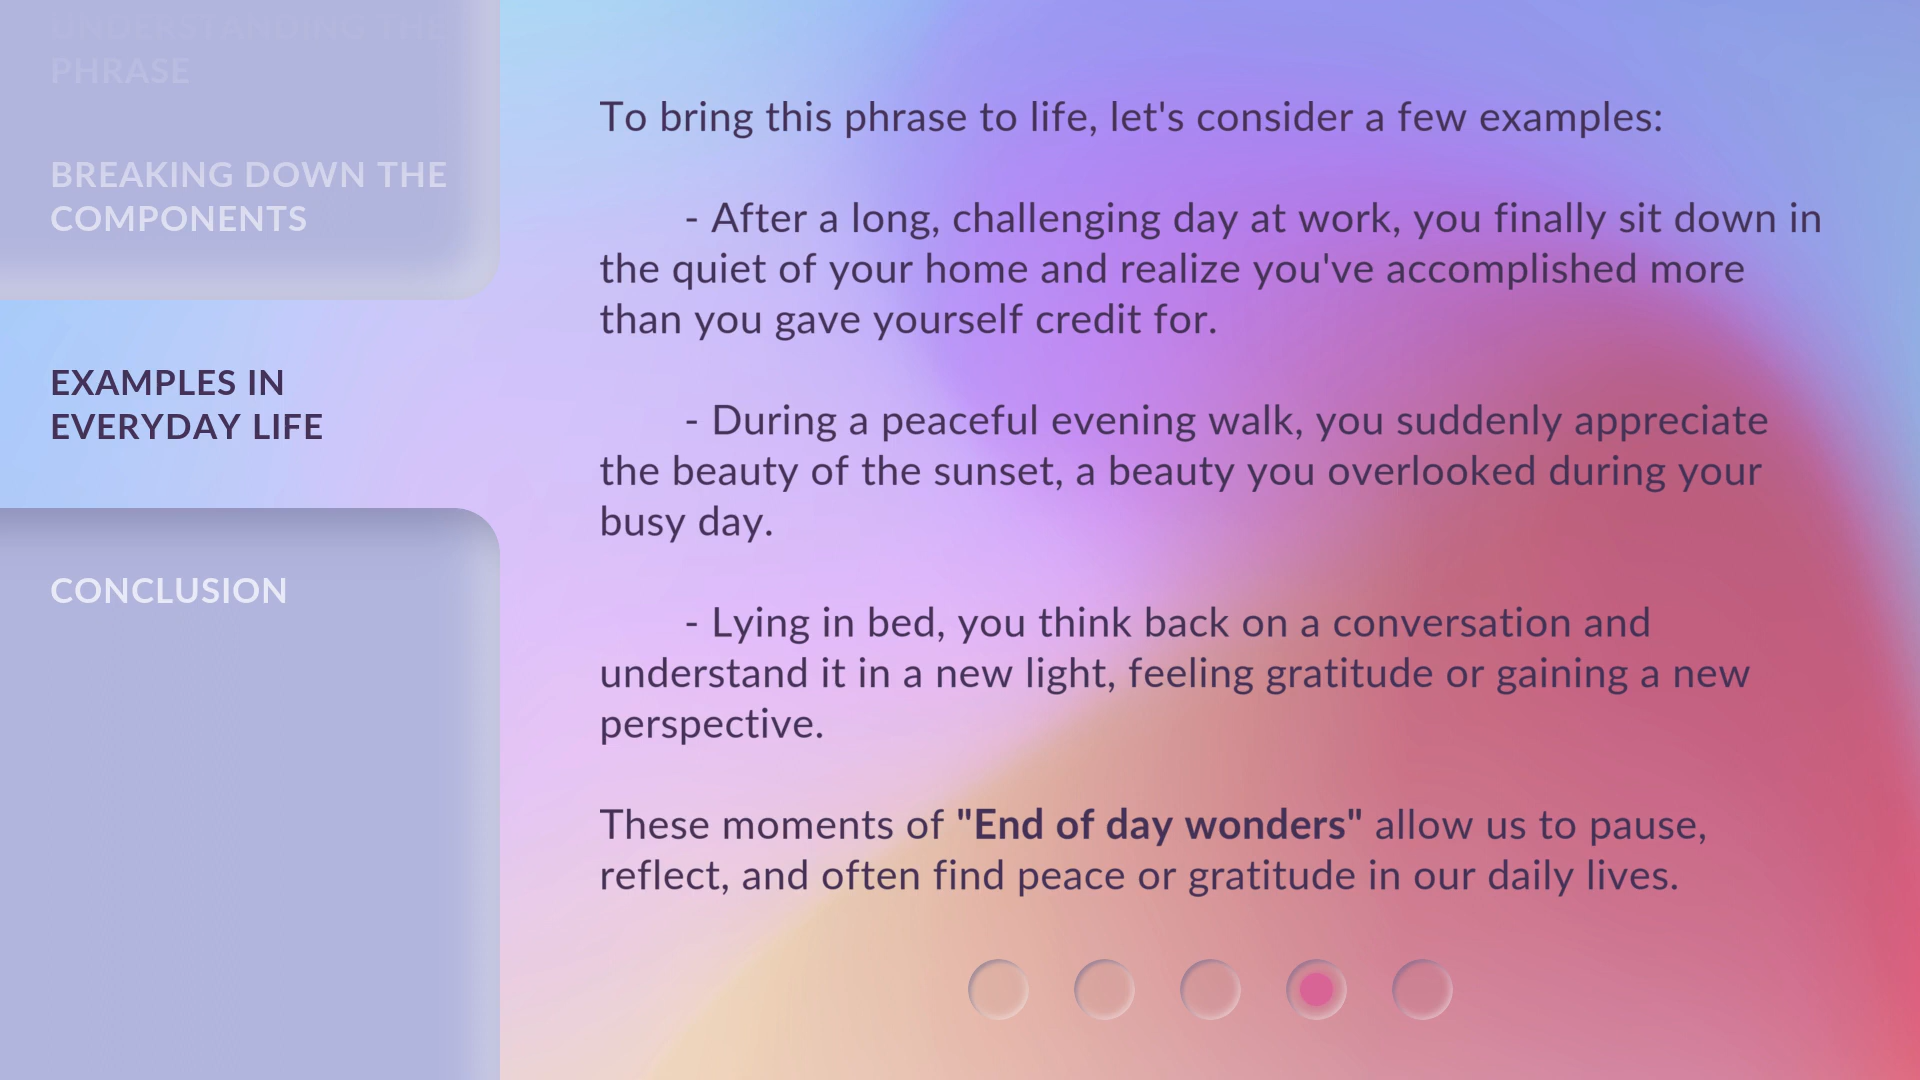 UNDERSTANDING THE
PHRASE
BREAKING DOWN THE
COMPONENTS
EXAMPLES IN
EVERYDAY LIFE
CONCLUSION
To bring this phrase to life, let's consider a few examples:
- After a long, challenging day at work, you finally sit down in
the quiet of your home and realize you've accomplished more
than you gave yourself credit for.
- During a peaceful evening walk, you suddenly appreciate
the beauty of the sunset, a beauty you overlooked during your
busy day.
- Lying in bed, you think back on a conversation and
understand it in a new light, feeling gratitude or gaining a new
perspective.
These moments of "End of day wonders" allow us to pause,
reflect, and often find peace or gratitude in our daily lives.